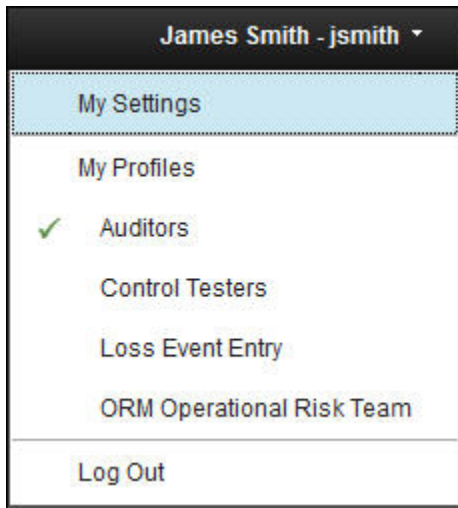 James Smith - jsmith
My Settings
My Profiles
Auditors
Control Testers
Loss Event Entry
ORM Operational Risk Team
Log Out